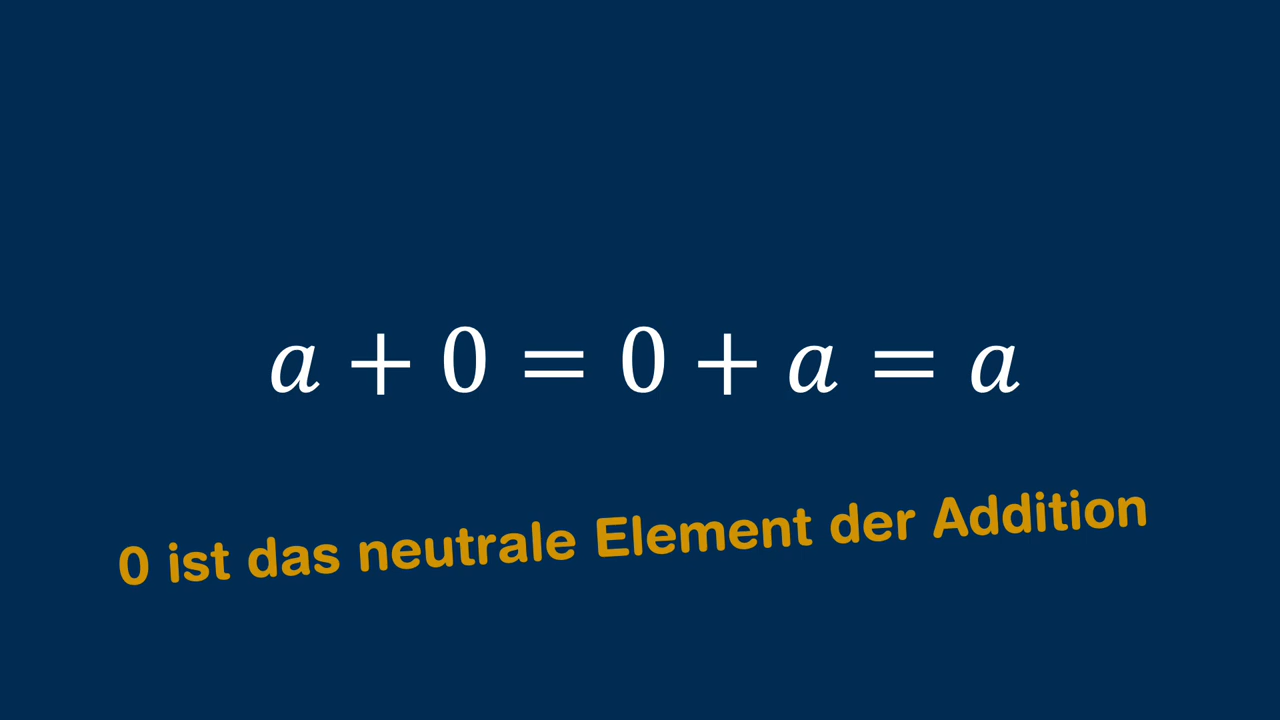 a + 0 = 0 + a = a
0 ist das neutrale Element der Addition